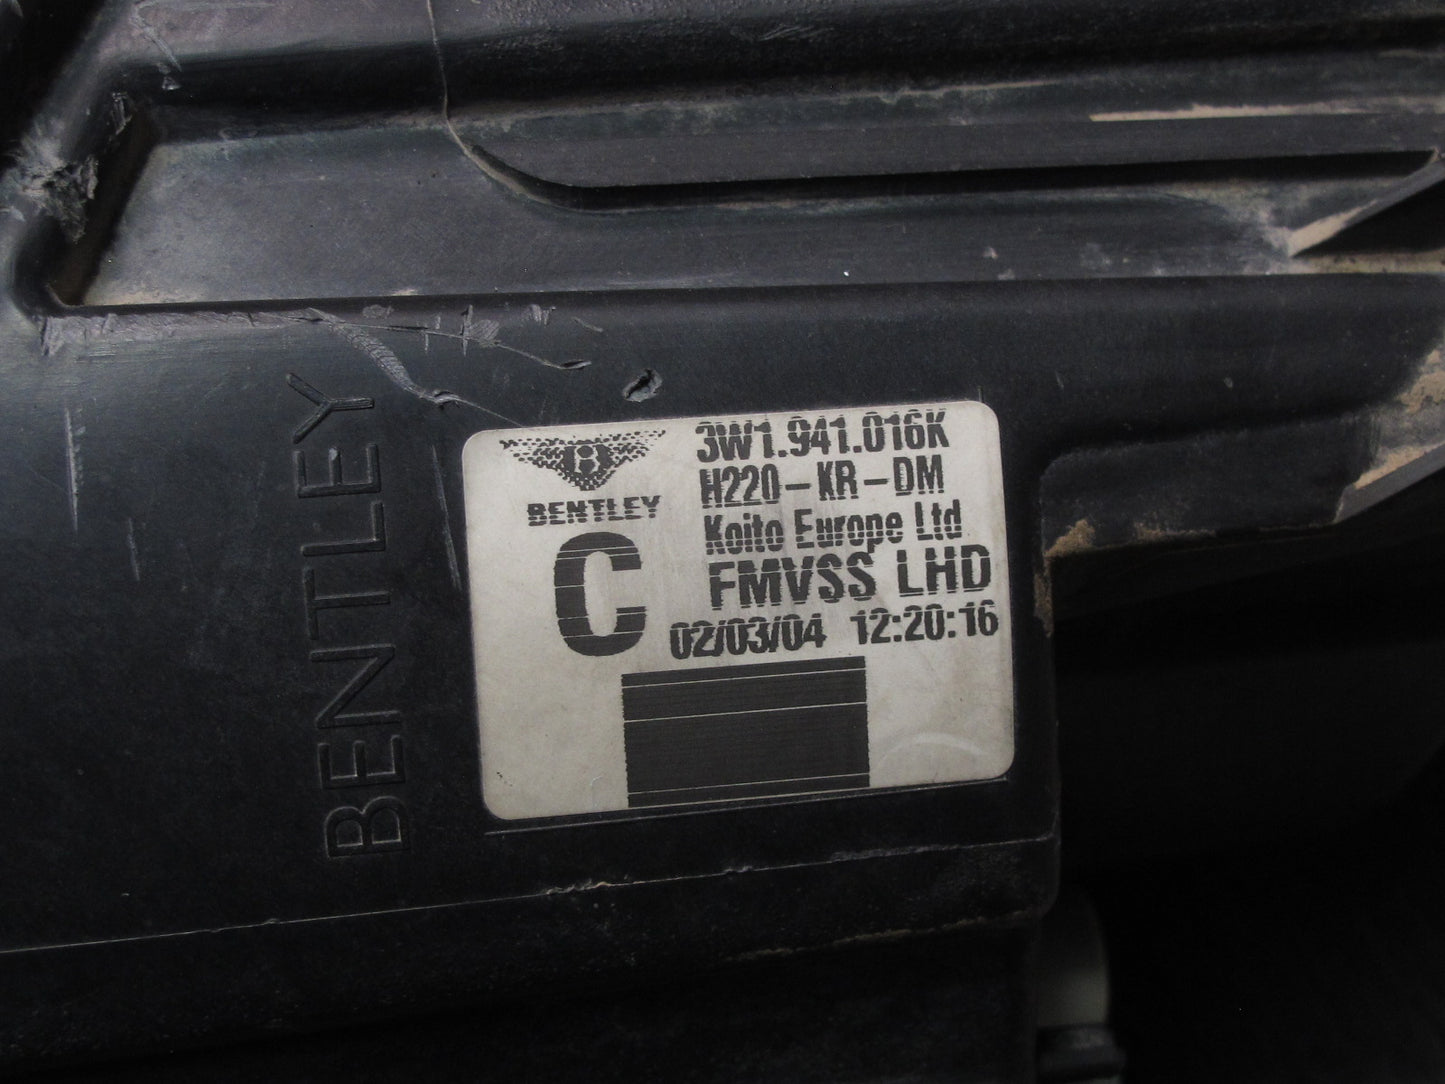 BENTLEY
BENTLEY
C
3W1.941.016K
H220-KR-DM
Koito Europe Ltd
FMVSS LHD
02/03/04 12:20:16